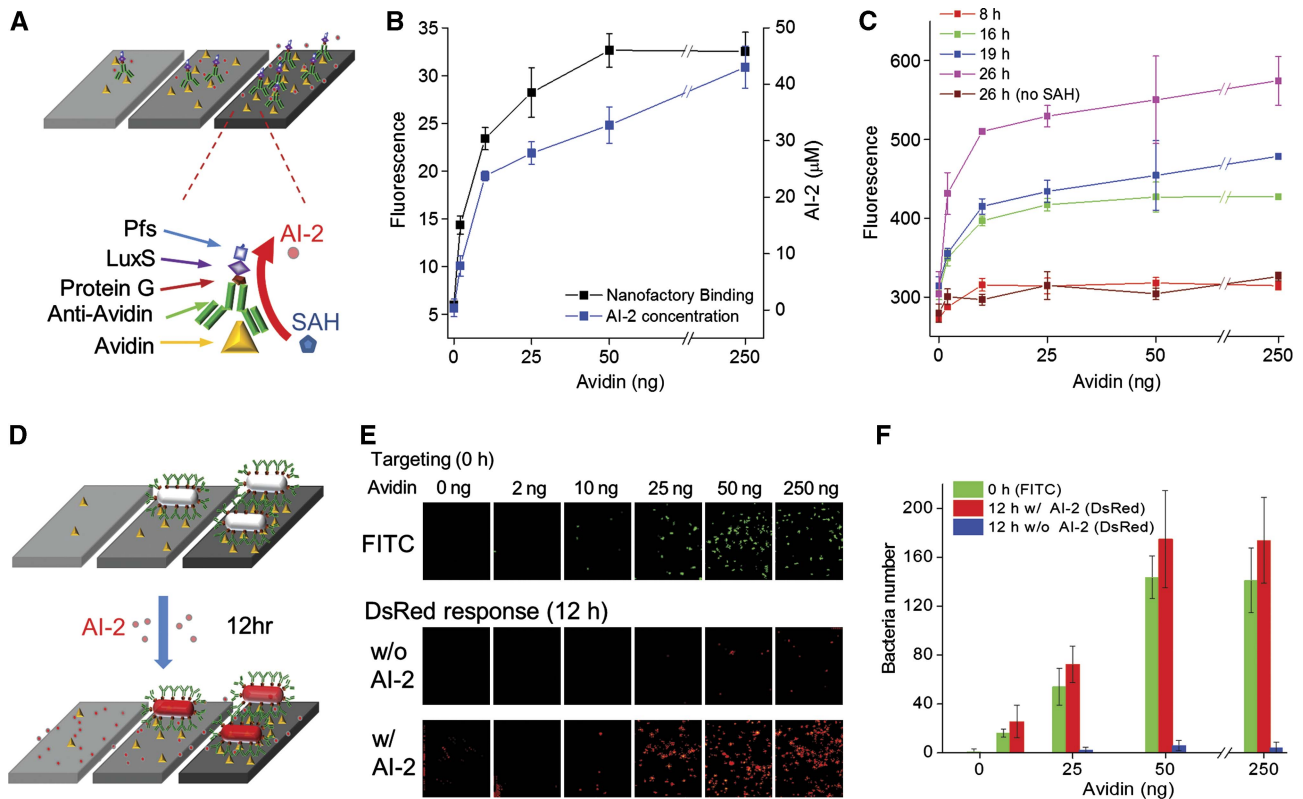 A
Pfs
LuxS
Protein G
Anti-Avidin
Avidin
AI-2
SAH
B
35
30
25
20
15
10
5
Fluorescence
50
40
30
20
10
0
AI-2 (µM)
Nanofactory Binding
AI-2 concentration
0 25 50 250
Avidin (ng)
C
8 h
16 h
19 h
26 h
26 h (no SAH)
600
500
400
300
Fluorescence
0 25 50 250
Avidin (ng)
D
AI-2 12hr
E
Targeting (0 h)
Avidin 0 ng 2 ng 10 ng 25 ng 50 ng 250 ng
FITC
DsRed response (12 h)
w/o
AI-2
w/
AI-2
F
0 h (FITC)
12 h w/ AI-2 (DsRed)
12 h w/o AI-2 (DsRed)
200
160
120
80
40
0
Bacteria number
0 25 50 250
Avidin (ng)